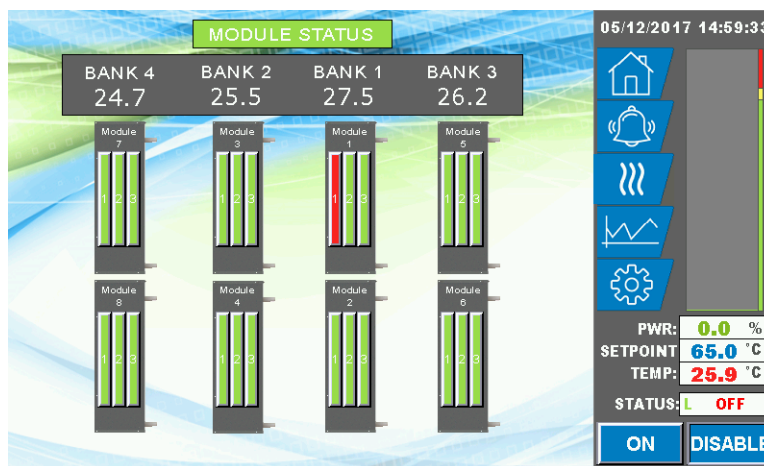 MODULE STATUS
BANK 4 BANK 2 BANK 1 BANK 3
24.7 25.5 27.5 26.2
Module 7
1 2 3
Module 3
1 2 3
Module 1
1 2 3
Module 5
1 2 3
Module 8
1 2 3
Module 4
1 2 3
Module 2
1 2 3
Module 6
1 2 3
05/12/2017 14:59:33
PWR: 0.0 %
SETPOINT 65.0 °C
TEMP: 25.9 °C
STATUS: L OFF
ON DISABLE